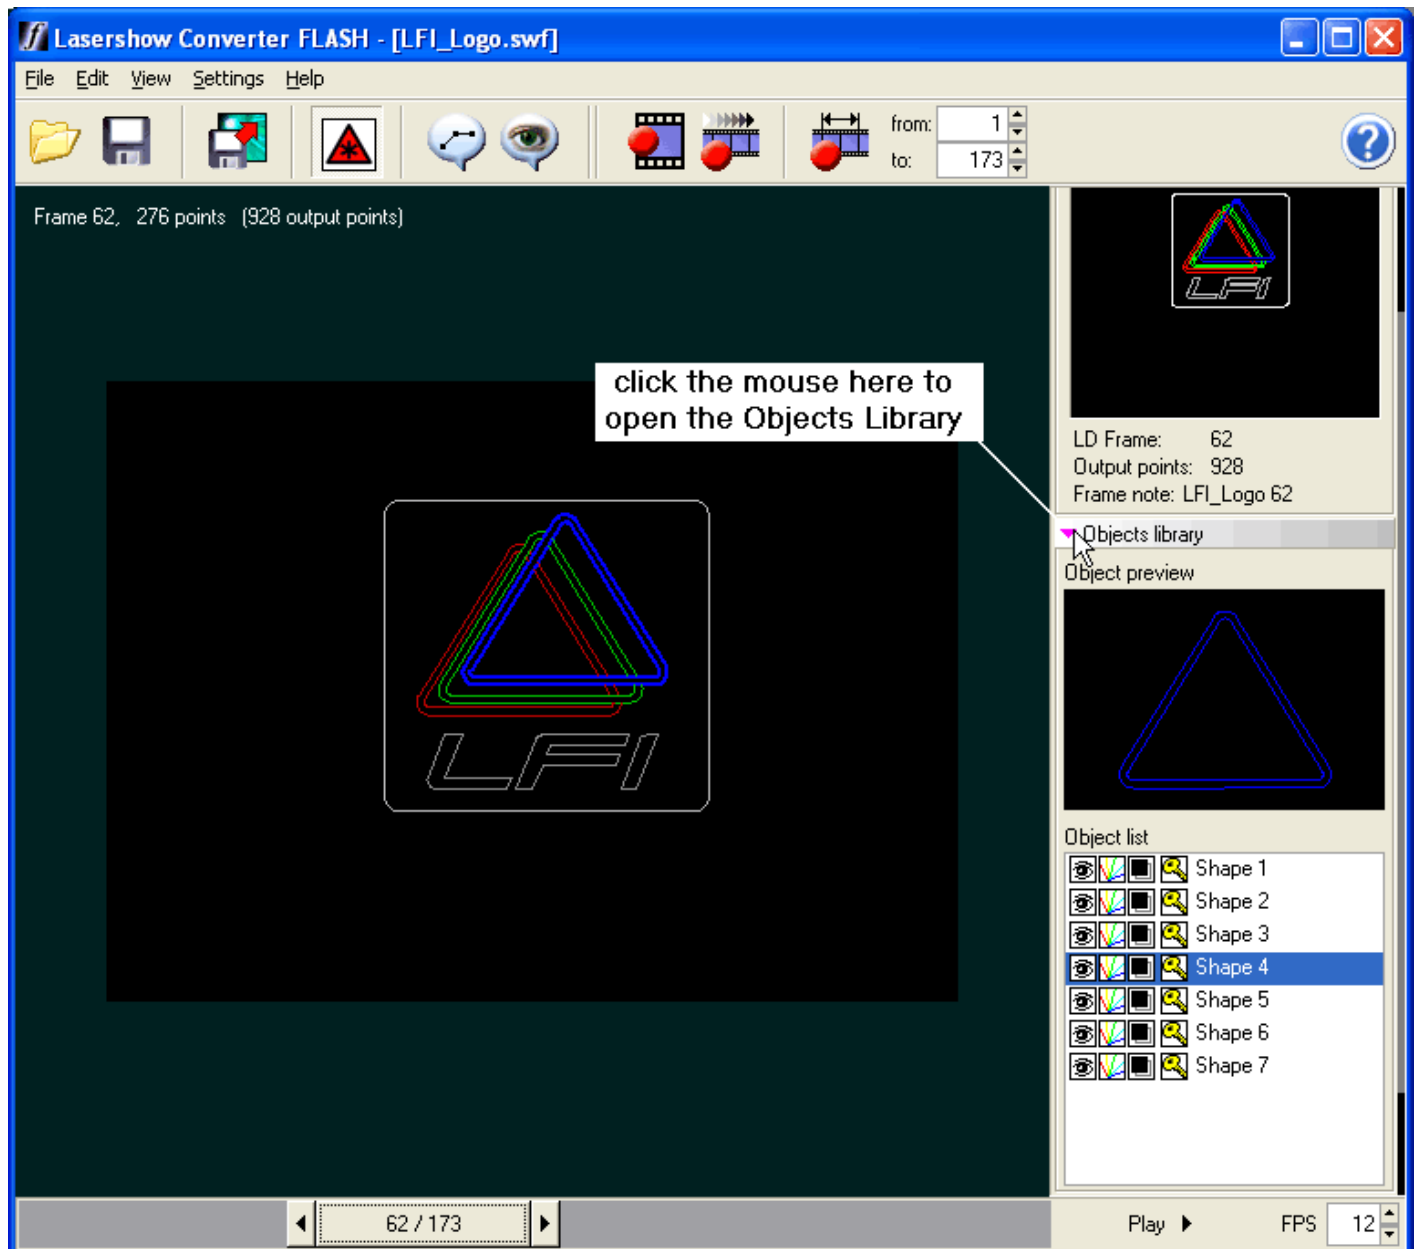 Lasershow Converter FLASH - [LFI_Logo.swf]
File Edit View Settings Help
from: 1
to: 173
Frame 62, 276 points (928 output points)
LFI
click the mouse here to
open the Objects Library
LFI
LD Frame: 62
Output points: 928
Frame note: LFI_Logo 62
Objects library
Object preview
Object list
Shape 1
Shape 2
Shape 3
Shape 4
Shape 5
Shape 6
Shape 7
62 / 173
Play
FPS 12